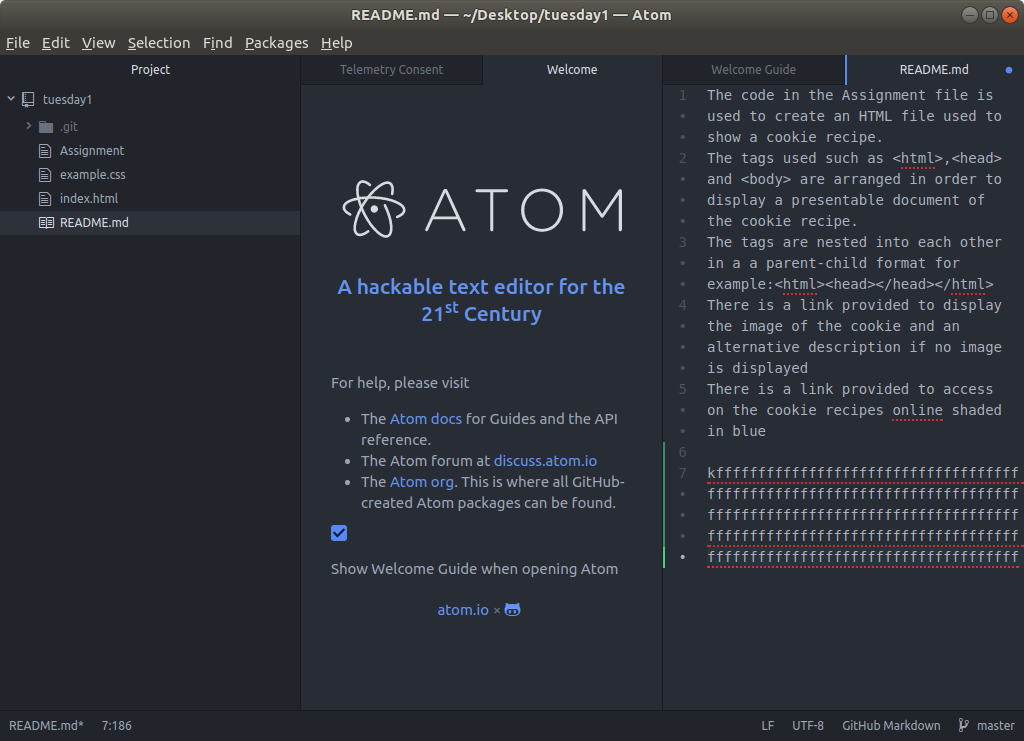 README.md — ~/Desktop/tuesday1 — Atom
File Edit View Selection Find Packages Help
Project
tuesday1
.git
Assignment
example.css
index.html
README.md
Telemetry Consent
Welcome
ATOM
A hackable text editor for the
21st Century
For help, please visit
• The Atom docs for Guides and the API
reference.
• The Atom forum at discuss.atom.io
• The Atom org. This is where all GitHub-
created Atom packages can be found.
Show Welcome Guide when opening Atom
atom.io ×
Welcome Guide
README.md
1 The code in the Assignment file is
• used to create an HTML file used to
• show a cookie recipe.
2 The tags used such as <html>,<head>
• and <body> are arranged in order to
• display a presentable document of
• the cookie recipe.
3 The tags are nested into each other
• in a a parent-child format for
• example:<html><head></head></html>
4 There is a link provided to display
• the image of the cookie and an
• alternative description if no image
• is displayed
5 There is a link provided to access
• on the cookie recipes online shaded
• in blue
6
7 kffffffffffffffffffffffffffffffffffff
• fffffffffffffffffffffffffffffffffffff
• fffffffffffffffffffffffffffffffffffff
• fffffffffffffffffffffffffffffffffffff
• fffffffffffffffffffffffffffffffffffff
README.md* 7:186
LF UTF-8 GitHub Markdown master